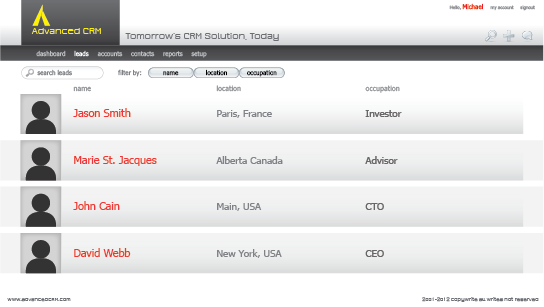 Hello, Michael my account signout
Advanced CRM
Tomorrow's CRM Solution, Today
dashboard leads accounts contacts reports setup
search leads filter by: name location occupation
name location occupation
Jason Smith Paris, France Investor
Marie St. Jacques Alberta Canada Advisor
John Cain Main, USA CTO
David Webb New York, USA CEO
www.advancedCRM.com 2001-2012 copywrite all writes not reserved